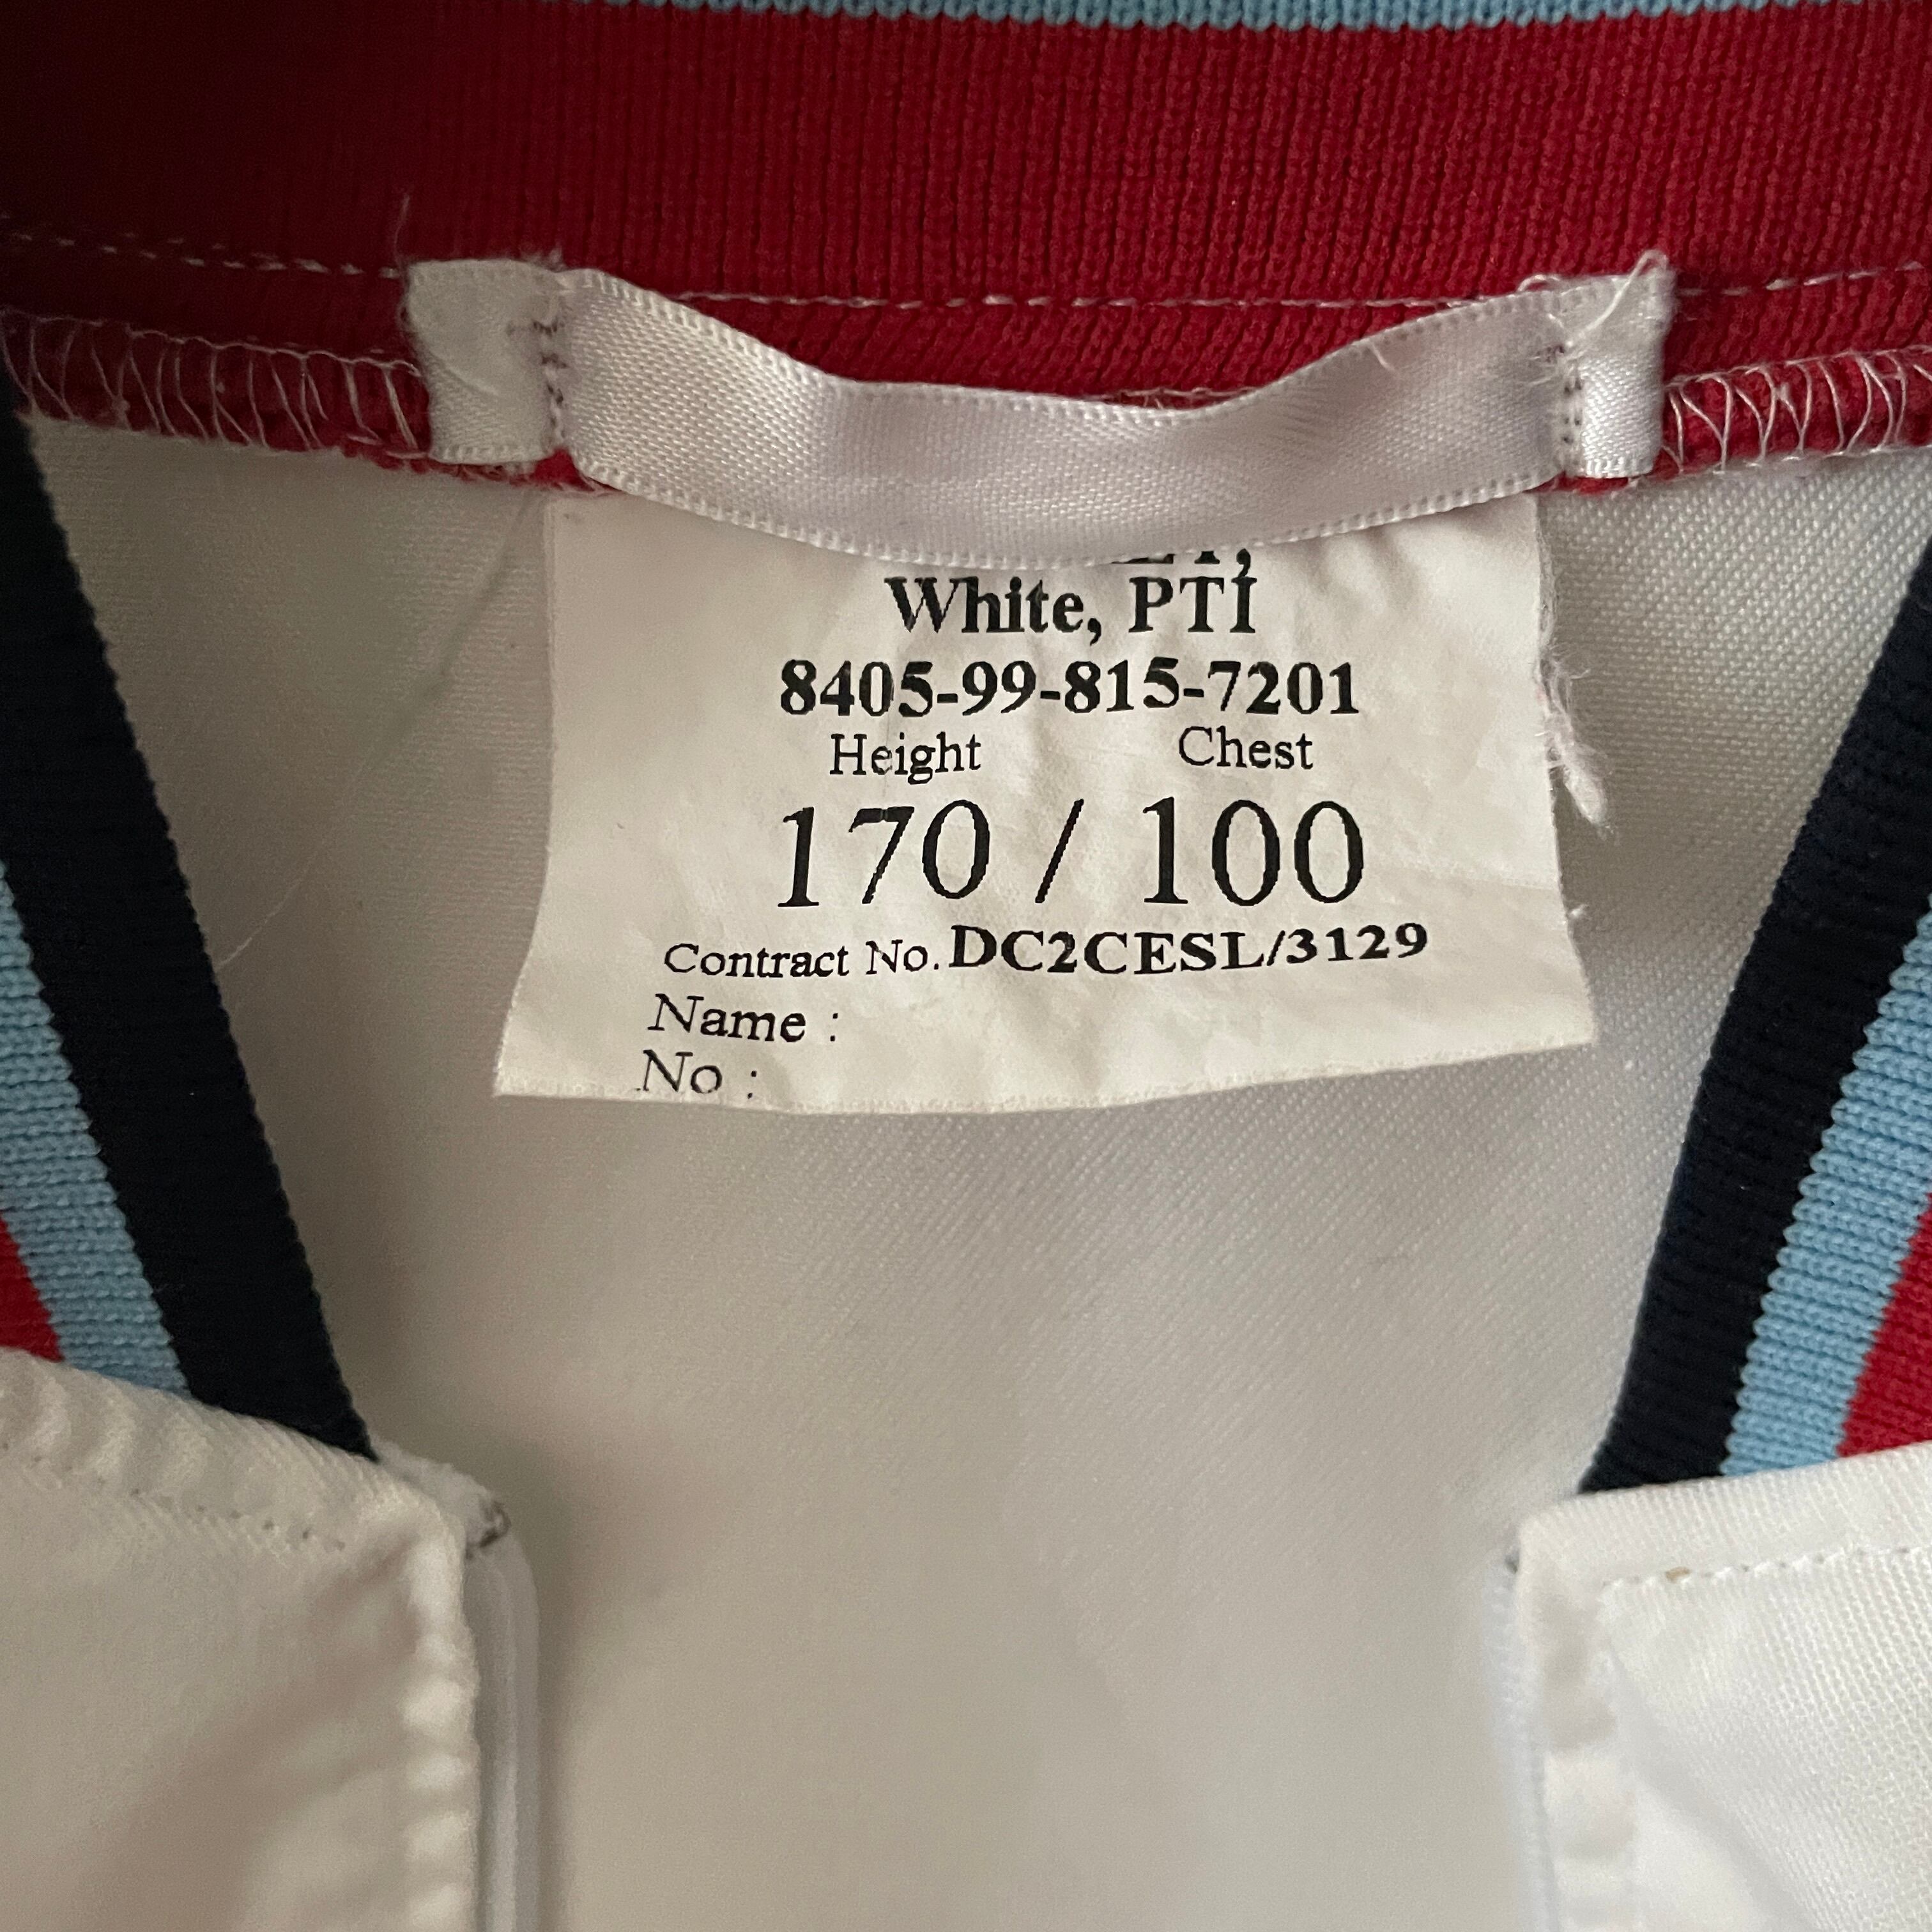 White, PTI
8405-99-815-7201
Height Chest
170 / 100
Contract No. DC2CESL/3129
Name :
No :